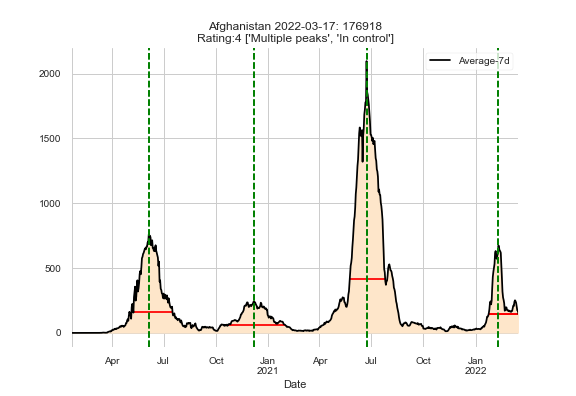 Afghanistan 2022-03-17: 176918
Rating:4 ['Multiple peaks', 'In control']
Average-7d
2000
1500
1000
500
0
Apr Jul Oct Jan Apr Jul Oct Jan
2021 2022
Date